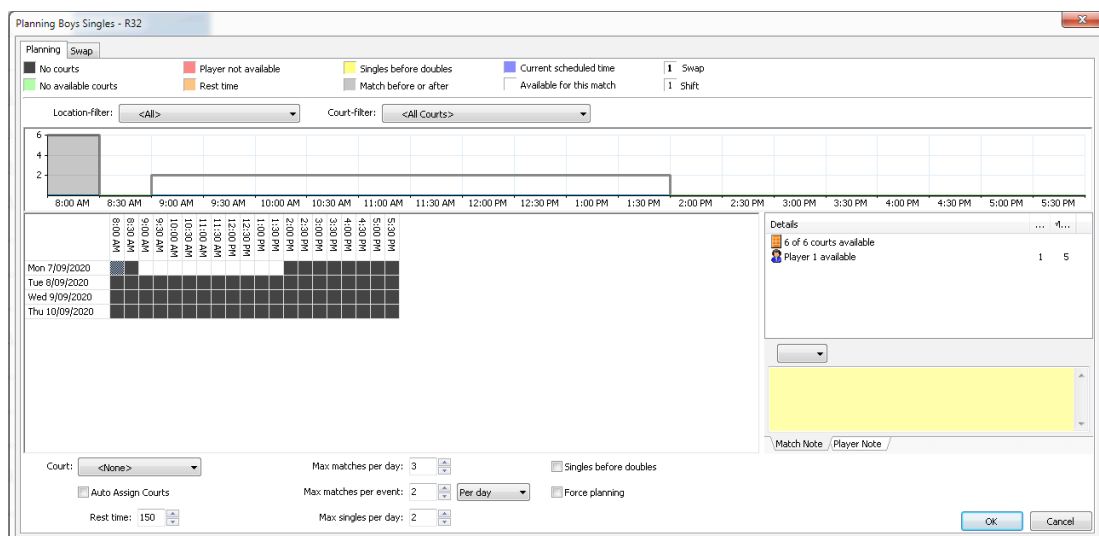 Planning Boys Singles - R32
Planning Swap
No courts Player not available Singles before doubles Current scheduled time 1 Swap
No available courts Rest time Match before or after Available for this match 1 Shift
Location-filter: <All> Court-filter: <All Courts>
6
4
2
8:00 AM 8:30 AM 9:00 AM 9:30 AM 10:00 AM 10:30 AM 11:00 AM 11:30 AM 12:00 PM 12:30 PM 1:00 PM 1:30 PM 2:00 PM 2:30 PM 3:00 PM 3:30 PM 4:00 PM 4:30 PM 5:00 PM 5:30 PM
8:00 AM 8:30 AM 9:00 AM 9:30 AM 10:00 AM 10:30 AM 11:00 AM 11:30 AM 12:00 PM 12:30 PM 1:00 PM 1:30 PM 2:00 PM 2:30 PM 3:00 PM 3:30 PM 4:00 PM 4:30 PM 5:00 PM 5:30 PM
Mon 7/09/2020
Tue 8/09/2020
Wed 9/09/2020
Thu 10/09/2020
Details ...
6 of 6 courts available
Player 1 available 1 5
Match Note Player Note
Court: <None> Max matches per day: 3 Singles before doubles
Auto Assign Courts Max matches per event: 2 Per day Force planning
Rest time: 150 Max singles per day: 2
OK Cancel